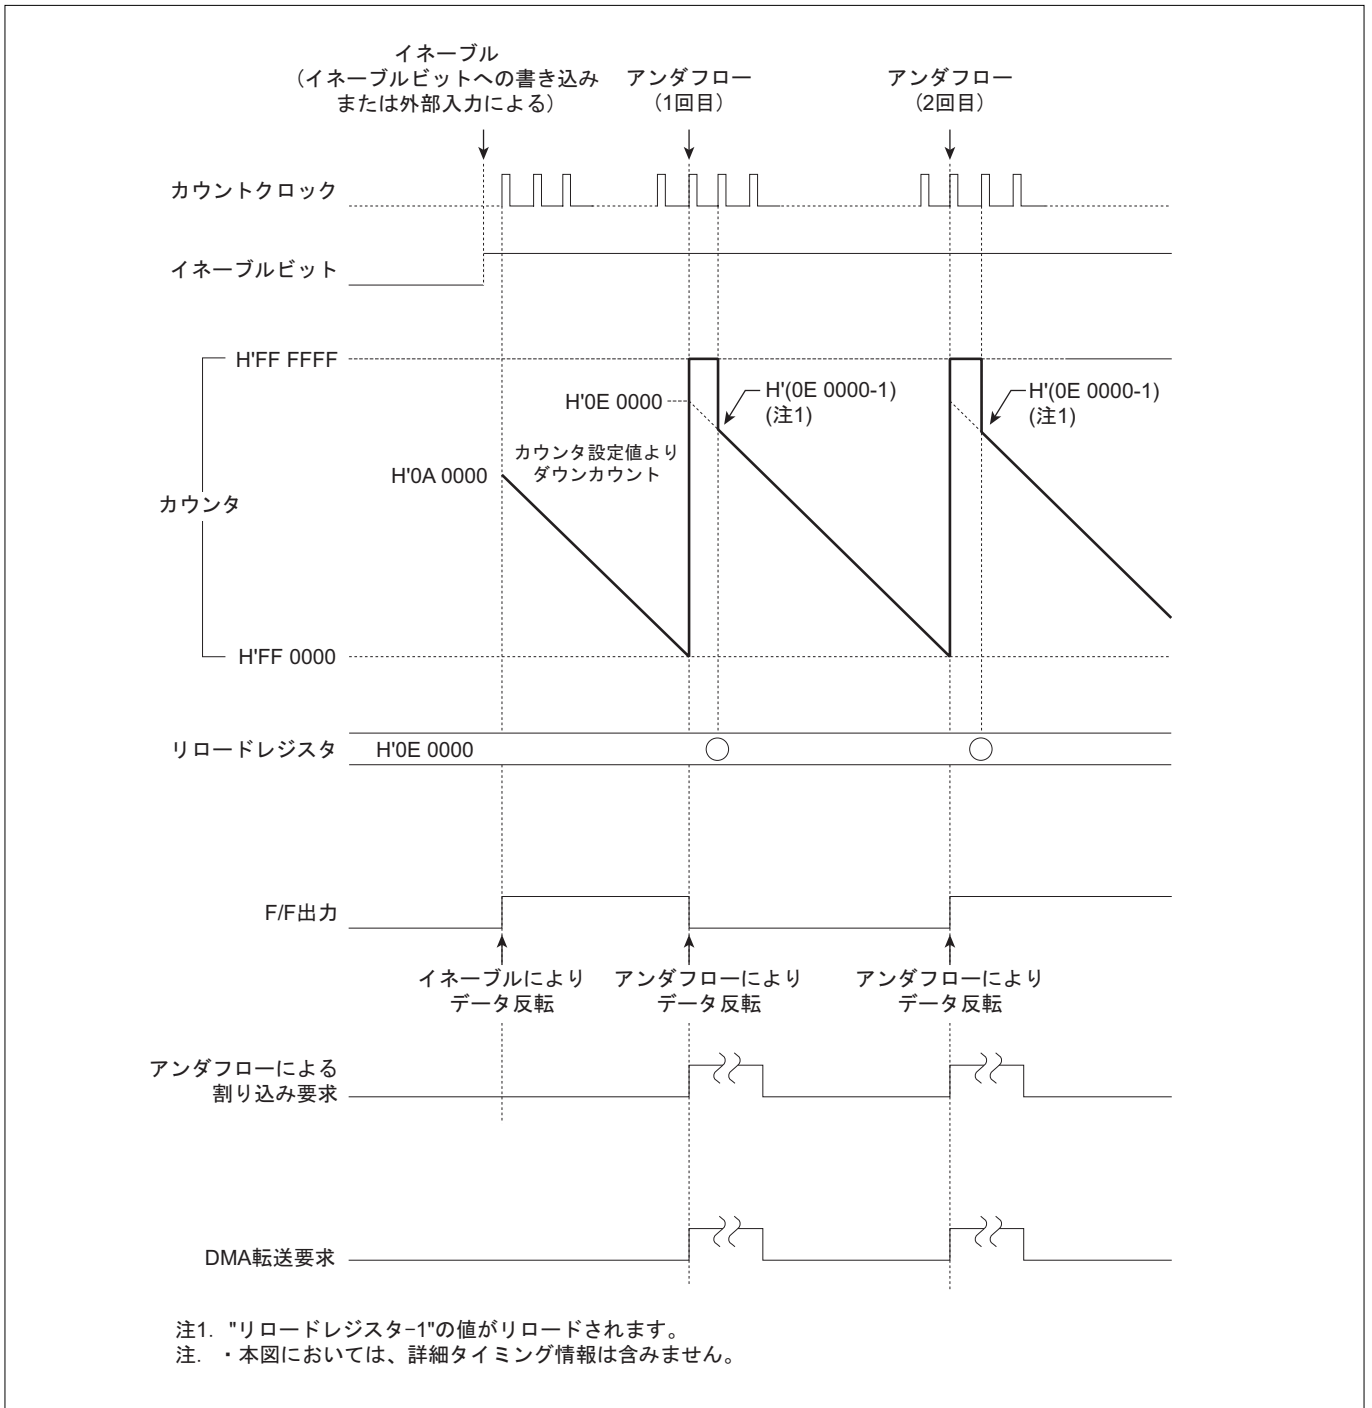 イネーブル
（イネーブルビットへの書き込み
または外部入力による）
アンダフロー
（1回目）
アンダフロー
（2回目）
カウントクロック
イネーブルビット
H'FF FFFF
H'0E 0000
H'(0E 0000-1)
(注1)
H'(0E 0000-1)
(注1)
カウンタ設定値より
ダウンカウント
H'0A 0000
カウンタ
H'FF 0000
リロードレジスタ
H'0E 0000
F/F出力
イネーブルにより
データ反転
アンダフローにより
データ反転
アンダフローにより
データ反転
アンダフローによる
割り込み要求
DMA転送要求
注1. "リロードレジスタ-1"の値がリロードされます。
注. ・本図においては、詳細タイミング情報は含みません。